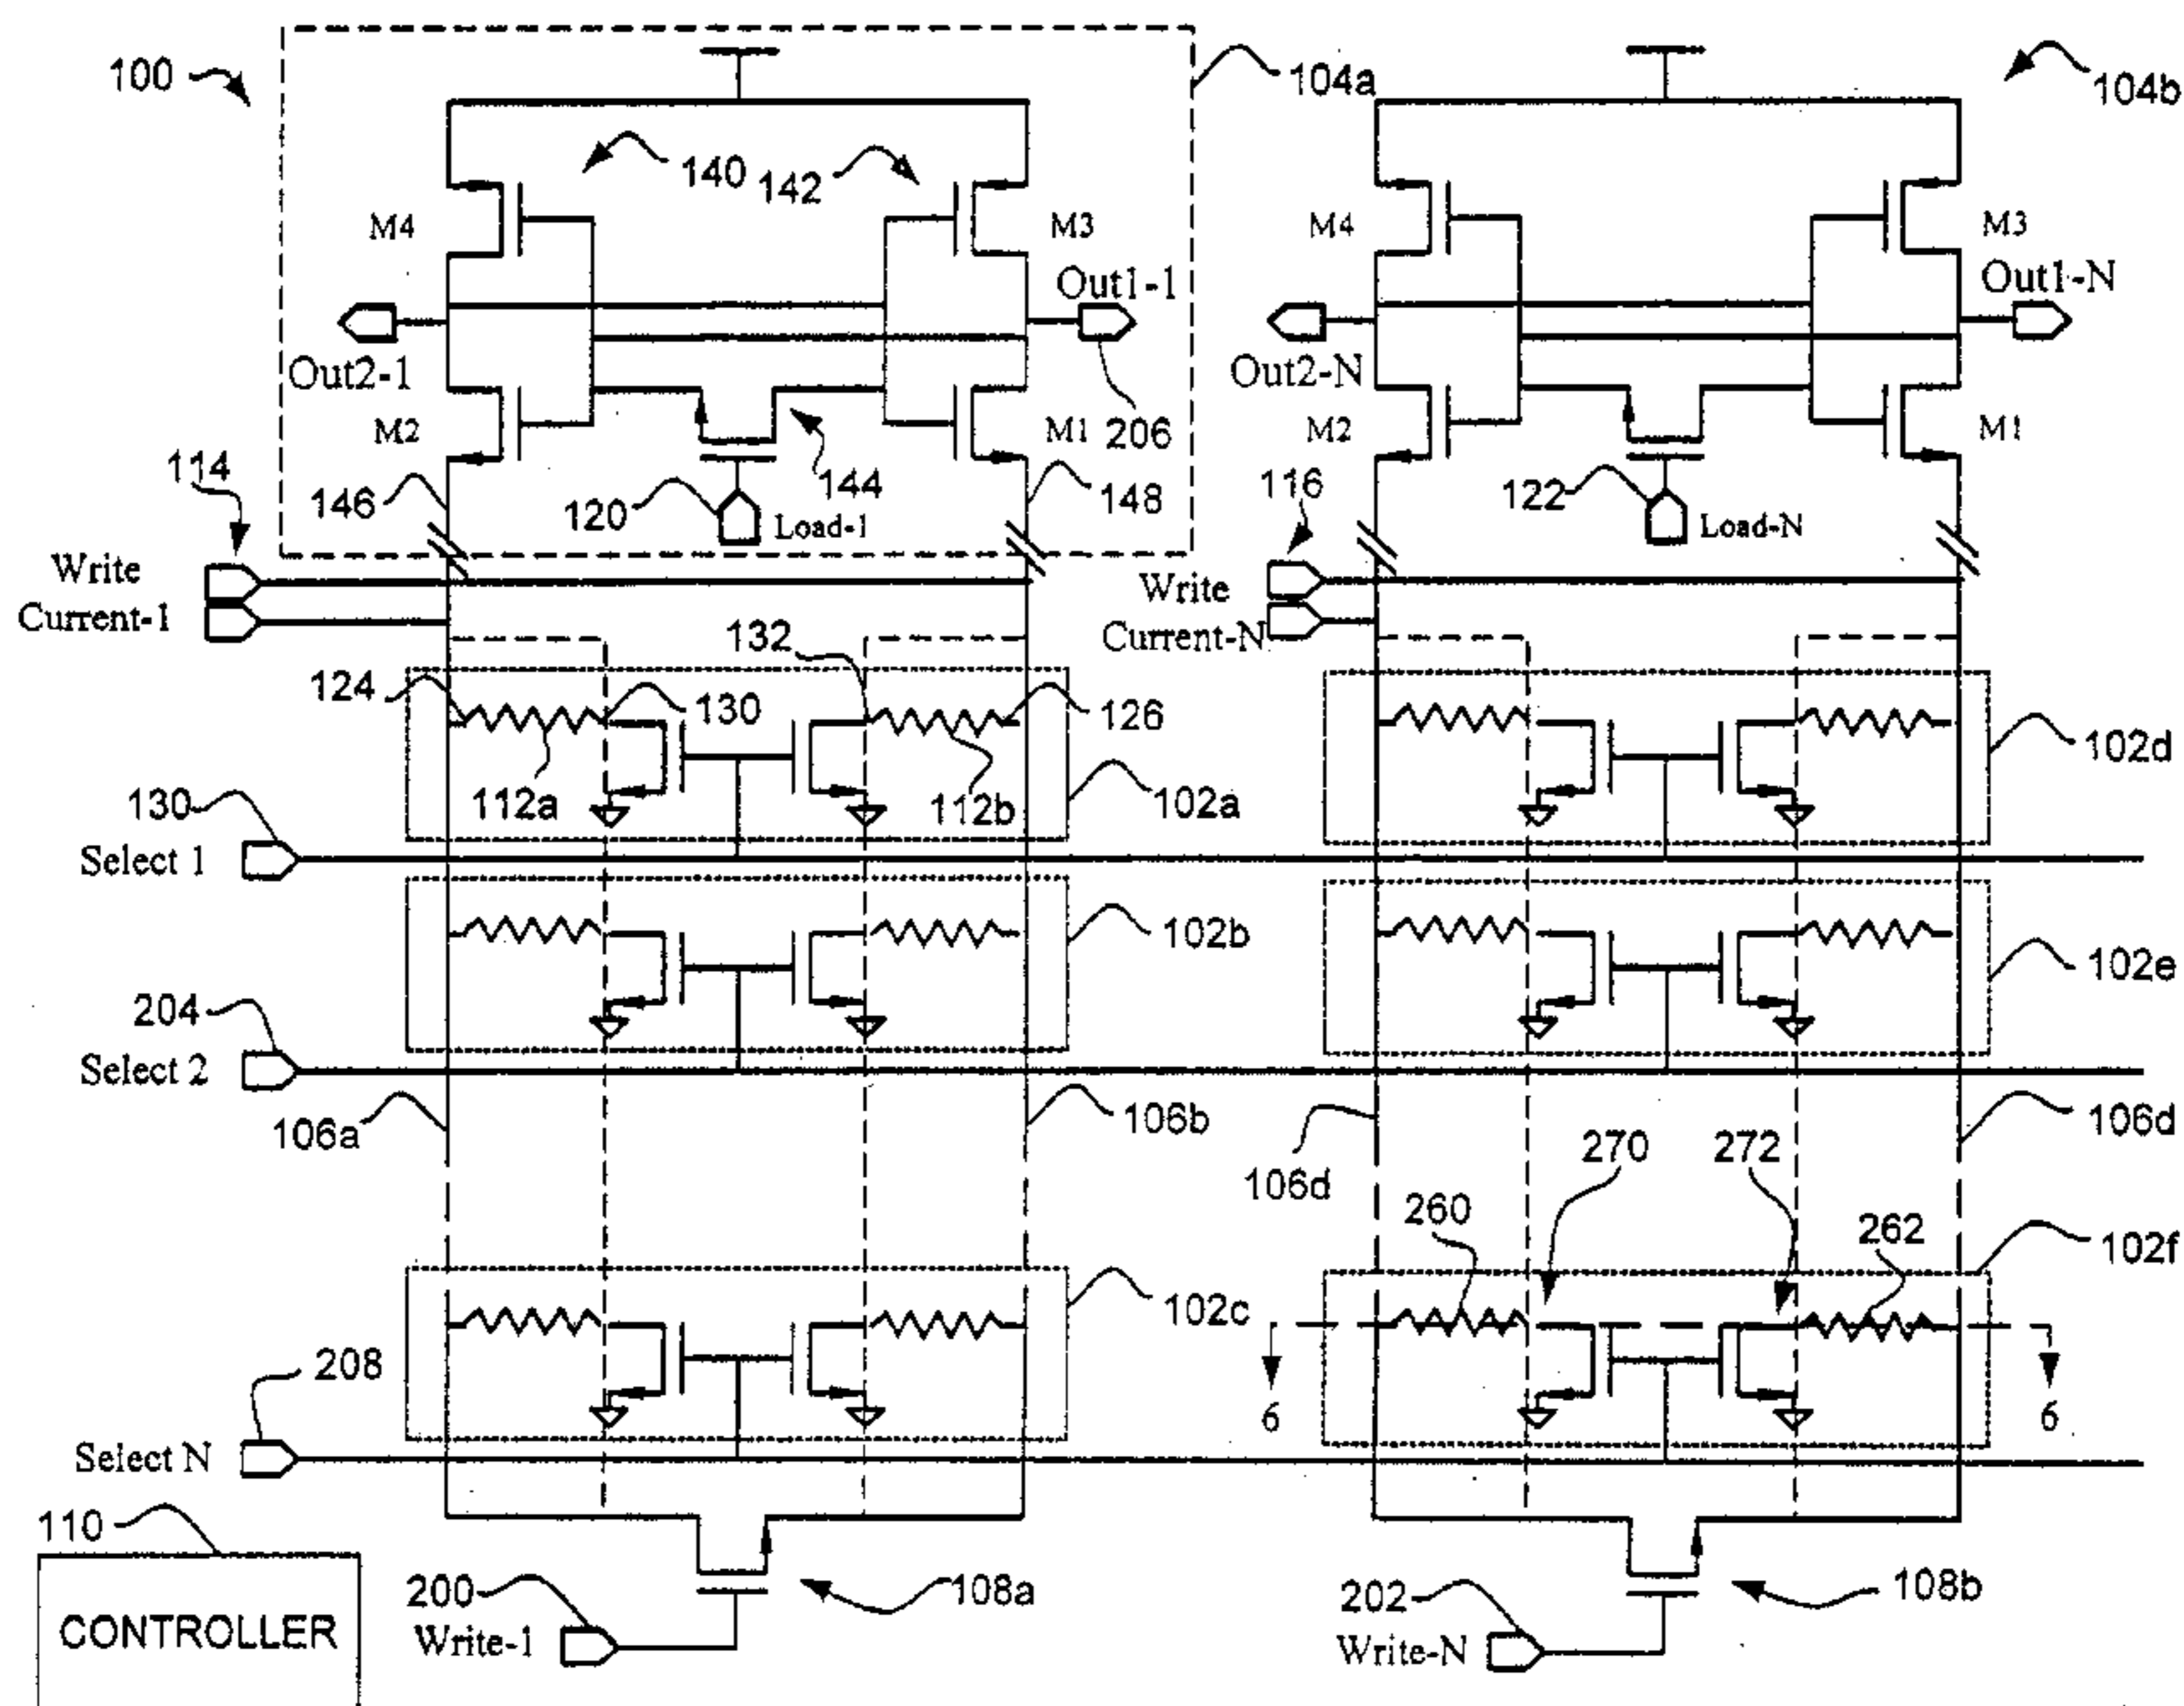 100
104a
104b
140
142
M4
M3
M4
M3
Out1-1
Out1-N
Out2-1
Out2-N
M2
M1
206
M2
M1
114
146
120
Load-1
144
148
116
122
Load-N
Write
Current-1
Write
Current-N
124
130
132
126
112a
112b
102a
102d
130
Select 1
102b
102e
204
Select 2
106a
106b
106d
106d
270
272
260
262
102f
102c
208
Select N
6
6
110
CONTROLLER
200
Write-1
108a
202
Write-N
108b